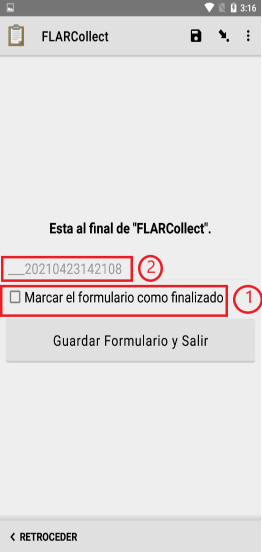 3:16
FLARCollect
Esta al final de "FLARCollect".
___20210423142108
2
Marcar el formulario como finalizado
1
Guardar Formulario y Salir
RETROCEDER